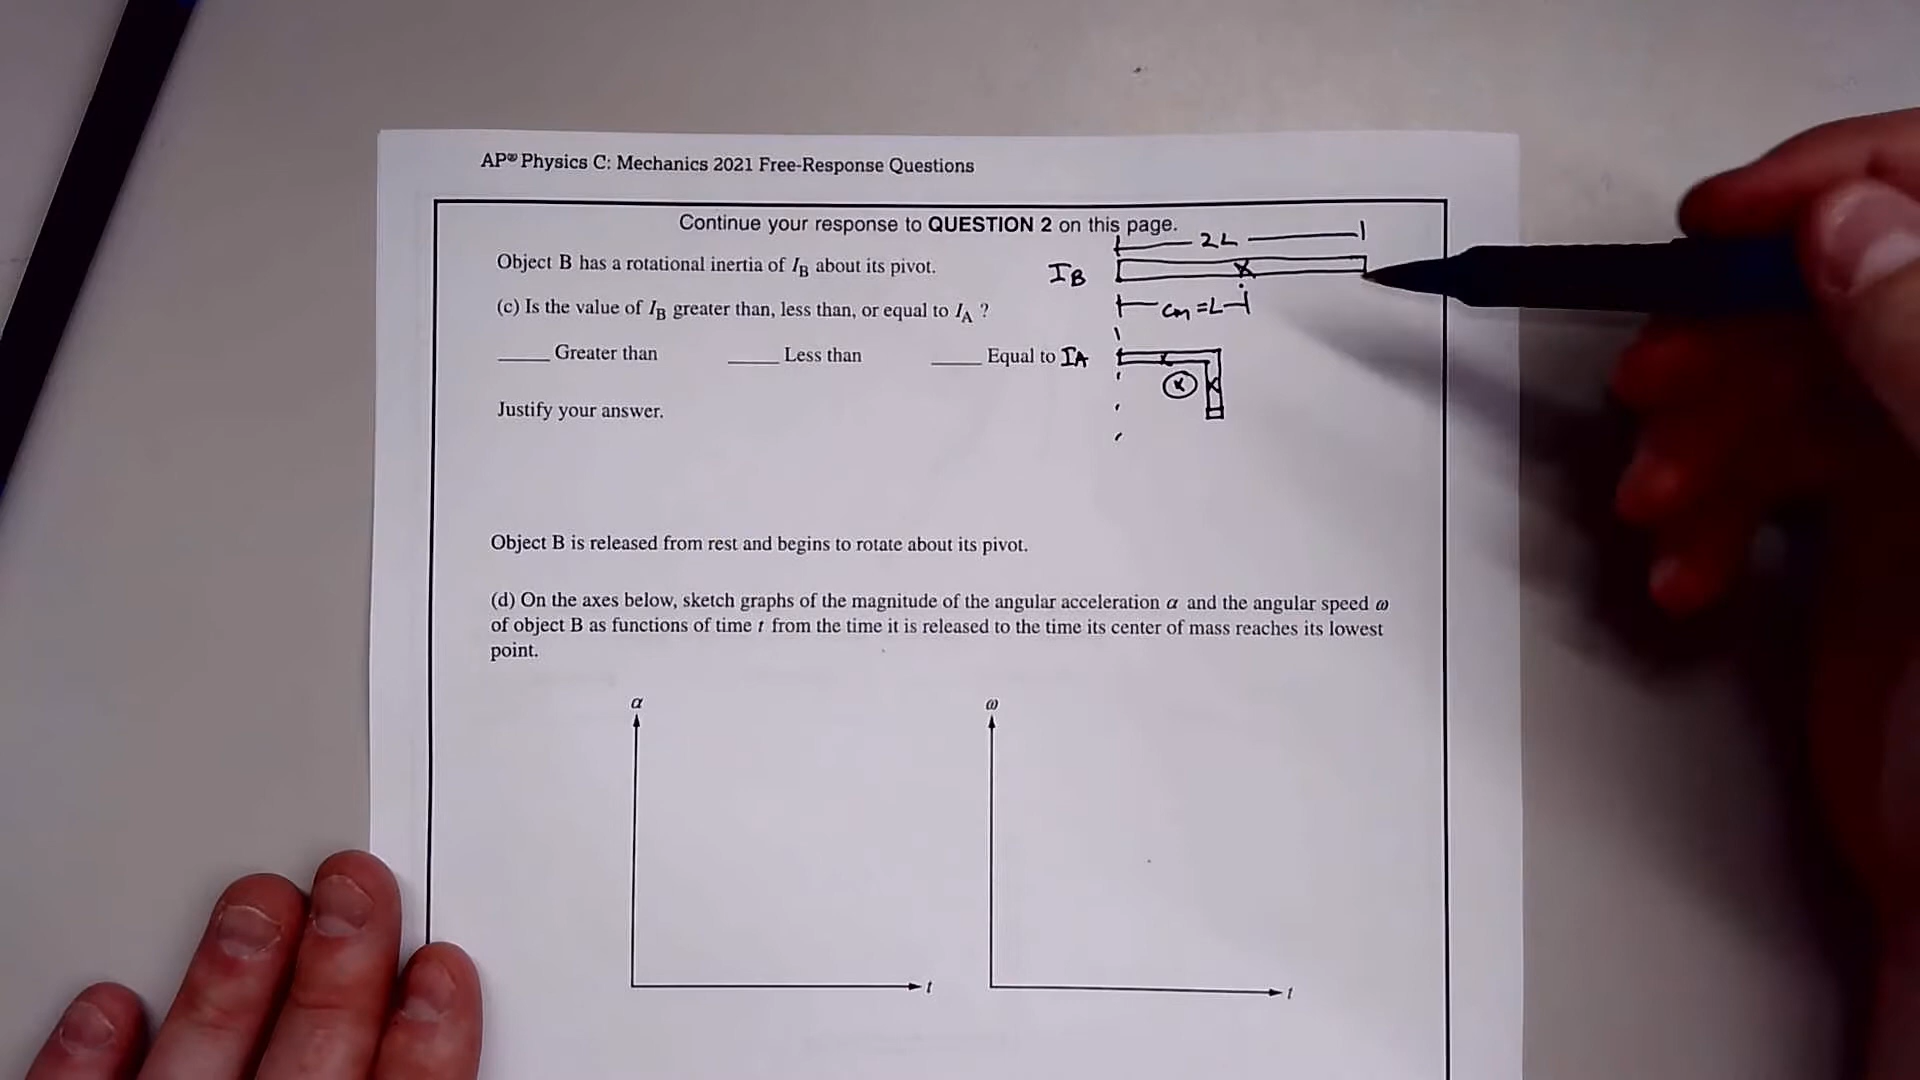 AP® Physics C: Mechanics 2021 Free-Response Questions
Continue your response to QUESTION 2 on this page.
2L
Object B has a rotational inertia of I_B about its pivot.
I_B
x
(c) Is the value of I_B greater than, less than, or equal to I_A ?
cm = L
____ Greater than ____ Less than ____ Equal to
I_A
x
Justify your answer.
Object B is released from rest and begins to rotate about its pivot.
(d) On the axes below, sketch graphs of the magnitude of the angular acceleration α and the angular speed ω
of object B as functions of time t from the time it is released to the time its center of mass reaches its lowest
point.
α
ω
t
t